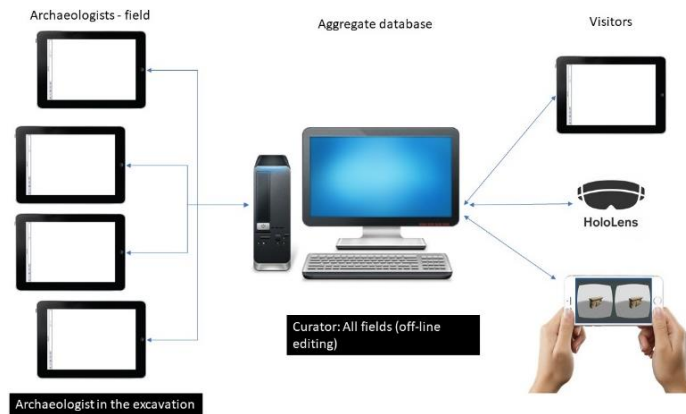 Archaeologists - field
Aggregate database
Visitors
HoloLens
Curator: All fields (off-line
editing)
Archaeologist in the excavation